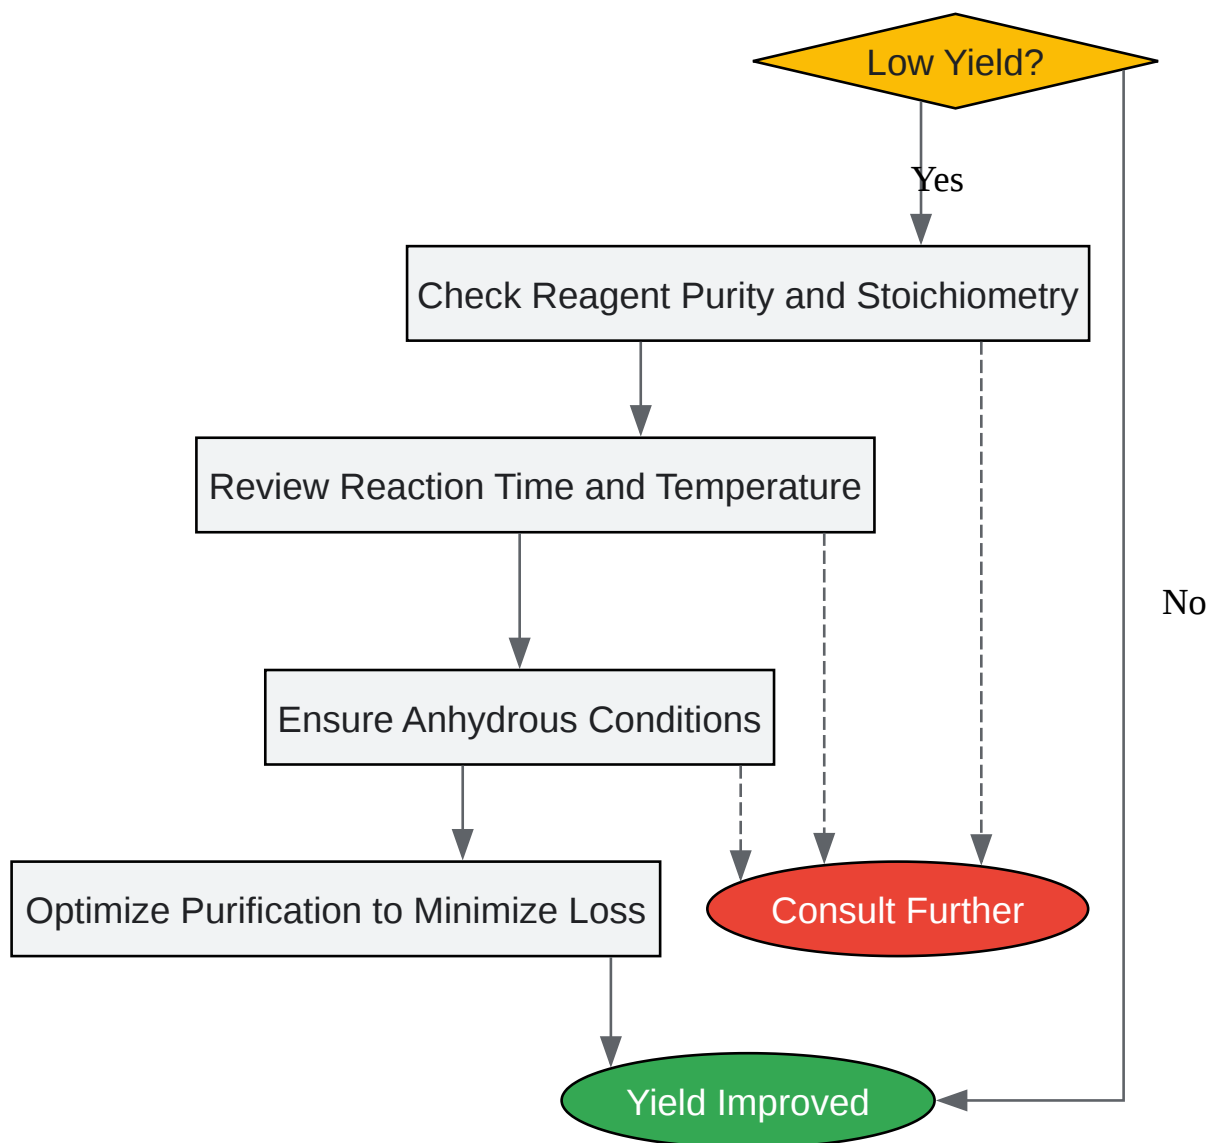 Low Yield?
Yes
Check Reagent Purity and Stoichiometry
Review Reaction Time and Temperature
No
Ensure Anhydrous Conditions
Optimize Purification to Minimize Loss
Consult Further
Yield Improved